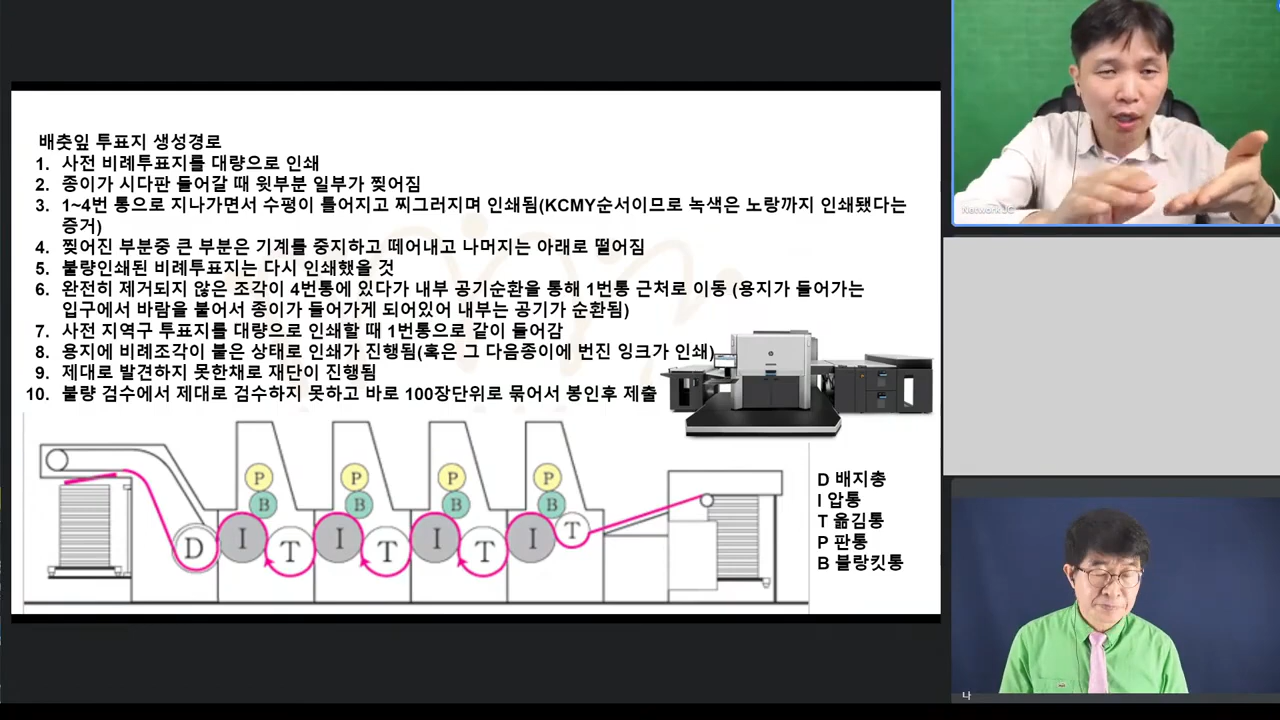 배춧잎 투표지 생성경로
1. 사전 비례투표지를 대량으로 인쇄
2. 종이가 시다판 들어갈 때 윗부분 일부가 찢어짐
3. 1~4번 통으로 지나가면서 수평이 틀어지고 찌그러지며 인쇄됨(KCMY순서이므로 녹색은 노랑까지 인쇄됐다는
증거)
4. 찢어진 부분중 큰 부분은 기계를 중지하고 떼어내고 나머지는 아래로 떨어짐
5. 불량인쇄된 비례투표지는 다시 인쇄했을 것
6. 완전히 제거되지 않은 조각이 4번통에 있다가 내부 공기순환을 통해 1번통 근처로 이동 (용지가 들어가는
입구에서 바람을 불어서 종이가 들어가게 되어있어 내부는 공기가 순환됨)
7. 사전 지역구 투표지를 대량으로 인쇄할 때 1번통으로 같이 들어감
8. 용지에 비례조각이 붙은 상태로 인쇄가 진행됨(혹은 그 다음종이에 번진 잉크가 인쇄)
9. 제대로 발견하지 못한채로 재단이 진행됨
10. 불량 검수에서 제대로 검수하지 못하고 바로 100장단위로 묶어서 봉인후 제출
P P P P
B B B B
D I T I T I T I T
D 배지총
I 압통
T 옮김통
P 판통
B 블랑킷통
Network JC
나